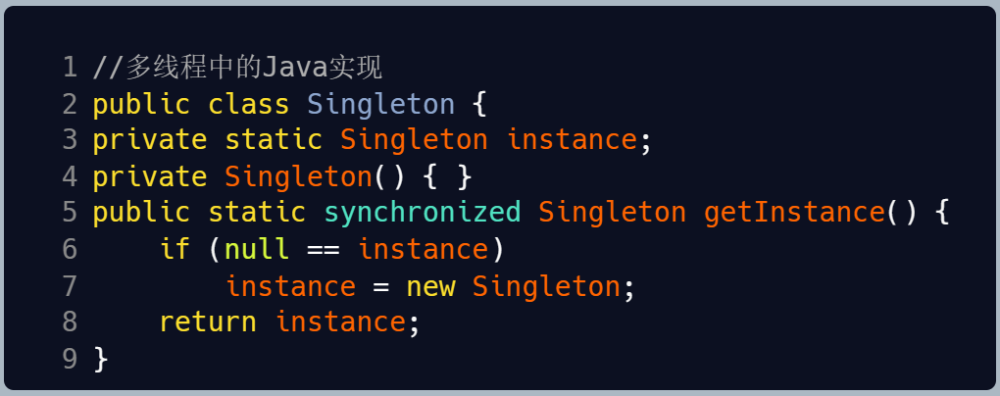 1 //多线程中的Java实现
2 public class Singleton {
3 private static Singleton instance;
4 private Singleton() { }
5 public static synchronized Singleton getInstance() {
6     if (null == instance)
7         instance = new Singleton;
8     return instance;
9 }